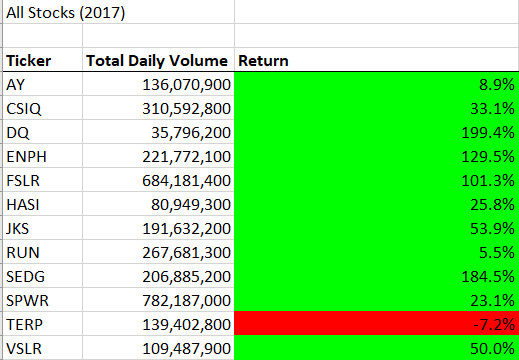 All Stocks (2017)
Ticker Total Daily Volume Return
AY 136,070,900 8.9%
CSIQ 310,592,800 33.1%
DQ 35,796,200 199.4%
ENPH 221,772,100 129.5%
FSLR 684,181,400 101.3%
HASI 80,949,300 25.8%
JKS 191,632,200 53.9%
RUN 267,681,300 5.5%
SEDG 206,885,200 184.5%
SPWR 782,187,000 23.1%
TERP 139,402,800 -7.2%
VSLR 109,487,900 50.0%